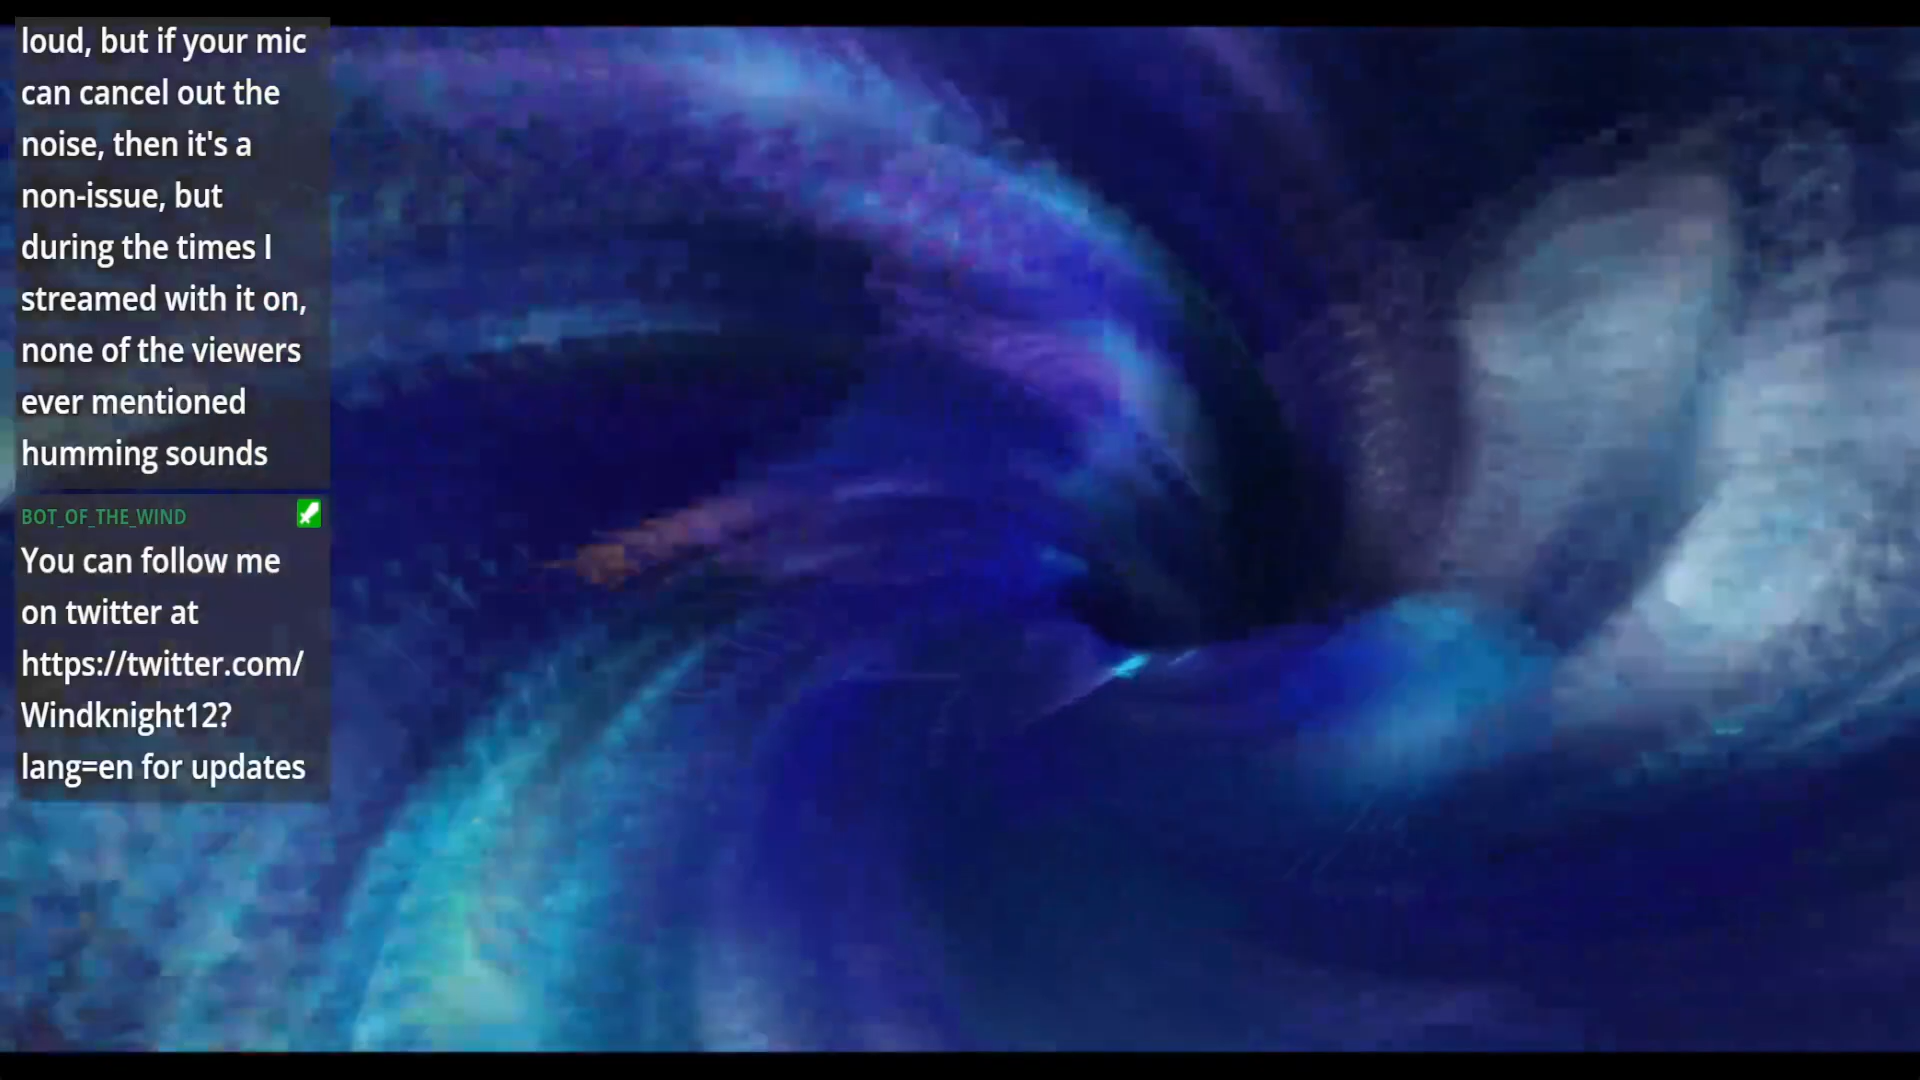 loud, but if your mic
can cancel out the
noise, then it's a
non-issue, but
during the times I
streamed with it on,
none of the viewers
ever mentioned
humming sounds
BOT_OF_THE_WIND
You can follow me
on twitter at
https://twitter.com/
Windknight12?
lang=en for updates